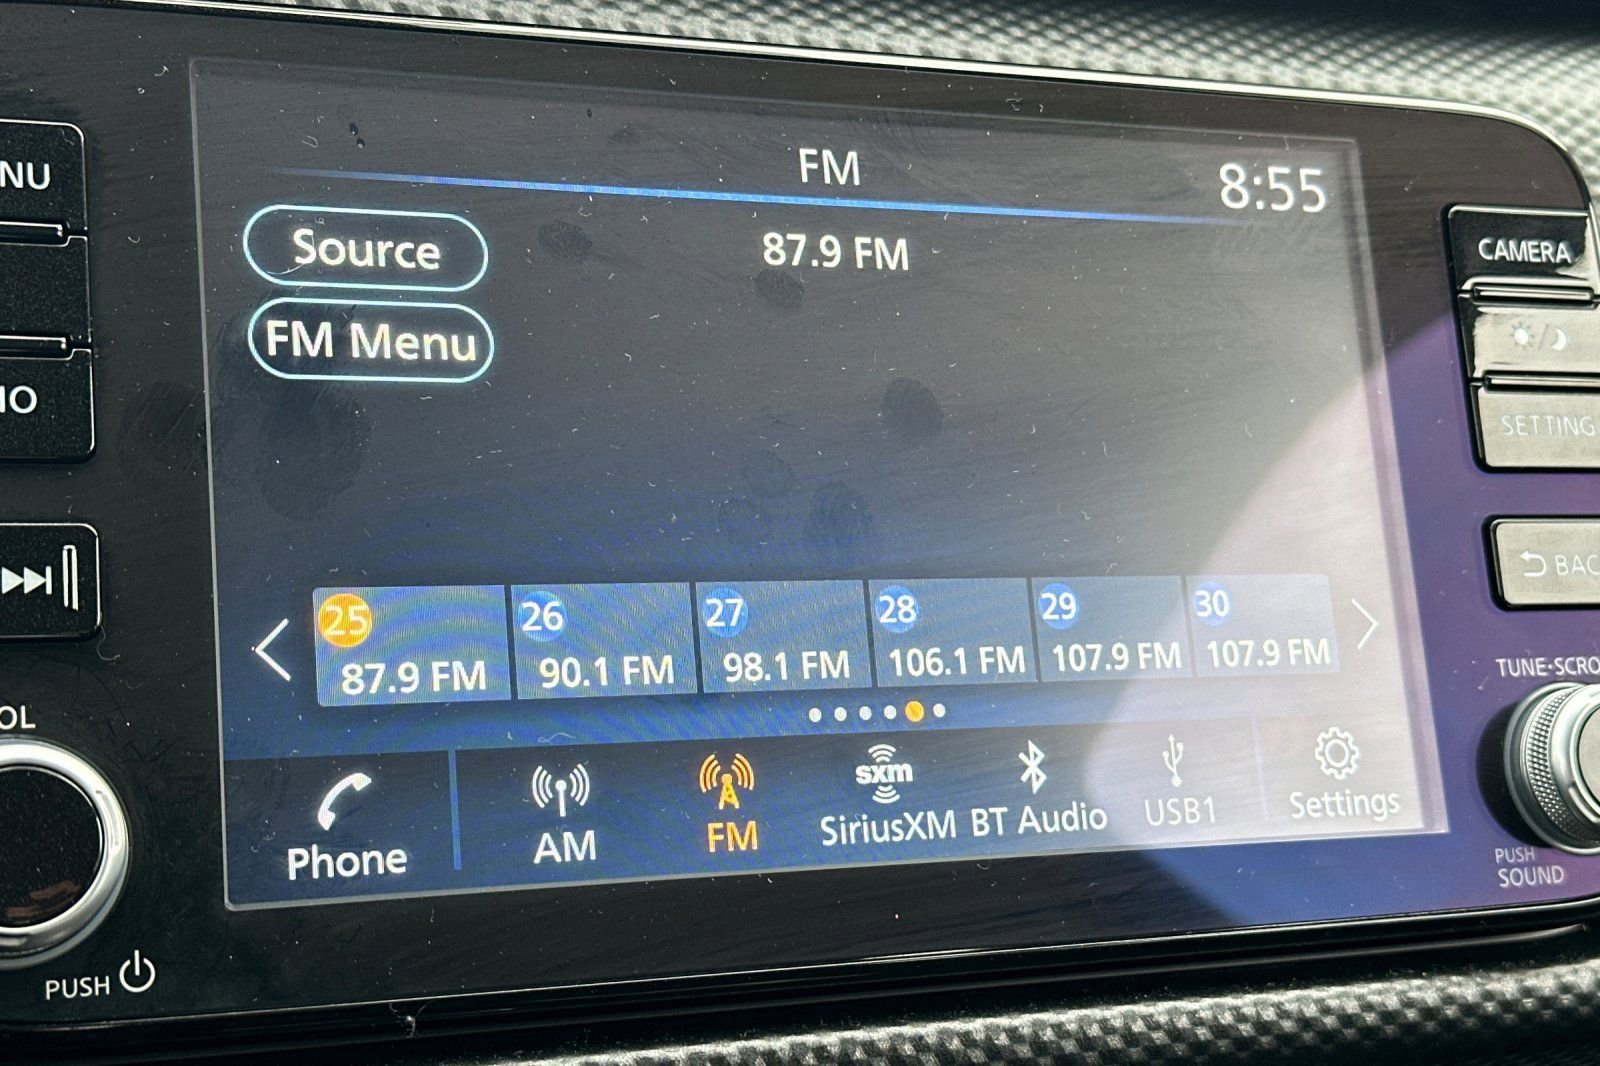 NU
FM
8:55
CAMERA
Source
87.9 FM
FM Menu
IO
SETTING
BAC
25 26 27 28 29 30
87.9 FM 90.1 FM 98.1 FM 106.1 FM 107.9 FM 107.9 FM
TUNE·SCRO
OL
sxm
Phone AM FM SiriusXM BT Audio USB1 Settings
PUSH
SOUND
PUSH